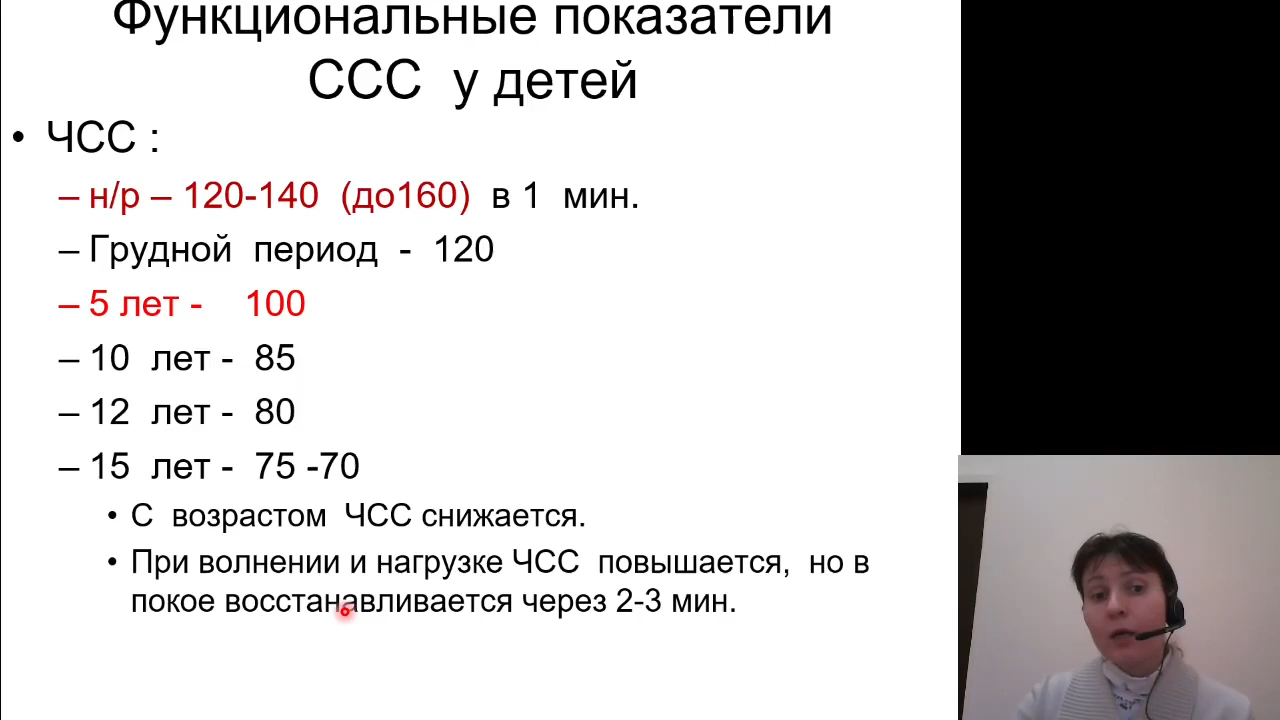 Функциональные показатели
ССС у детей
• ЧСС :
– н/р – 120-140 (до160) в 1 мин.
– Грудной период - 120
– 5 лет - 100
– 10 лет - 85
– 12 лет - 80
– 15 лет - 75 -70
• С возрастом ЧСС снижается.
• При волнении и нагрузке ЧСС повышается, но в
покое восстанавливается через 2-3 мин.